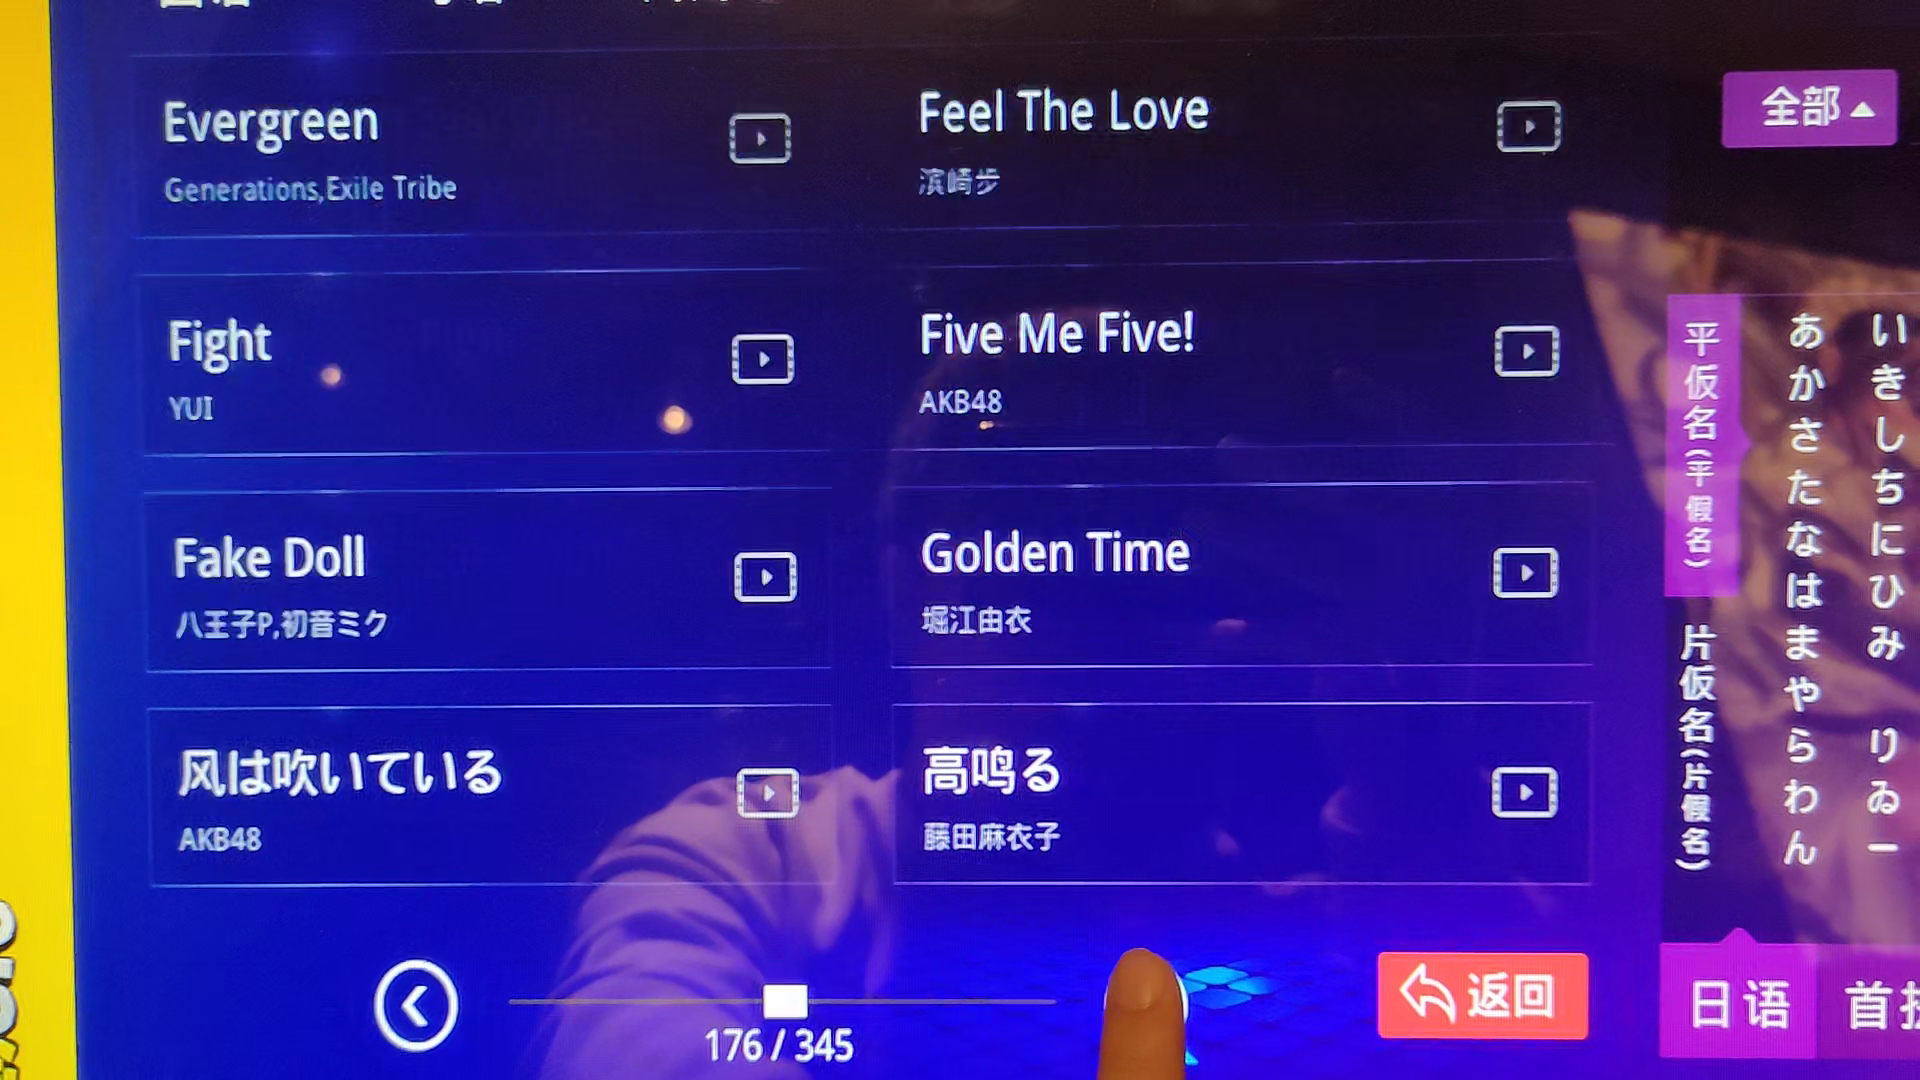 Evergreen
Generations,Exile Tribe
Feel The Love
滨崎步
Fight
YUI
Five Me Five!
AKB48
Fake Doll
八王子P,初音ミク
Golden Time
堀江由衣
风は吹いている
AKB48
高鸣る
藤田麻衣子
176 / 345
返回
全部
平仮名(平假名)
片仮名(片假名)
あかさたなはまやらわん
いきしちにひみ りゐー
日语
首